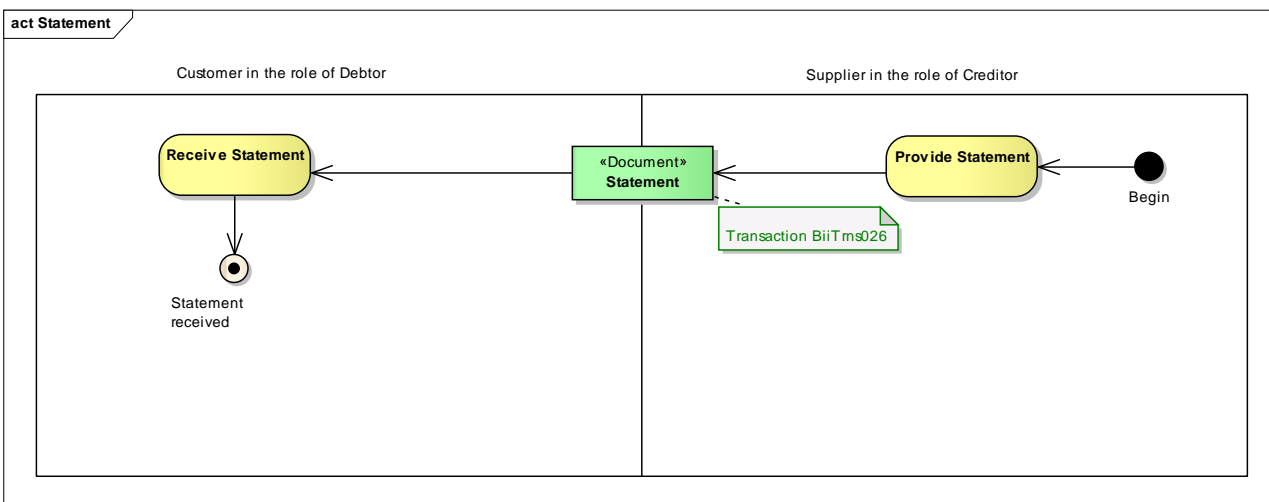 act Statement
Customer in the role of Debtor
Supplier in the role of Creditor
Receive Statement
«Document»
Statement
Provide Statement
Begin
Transaction BiiTrns026
Statement
received